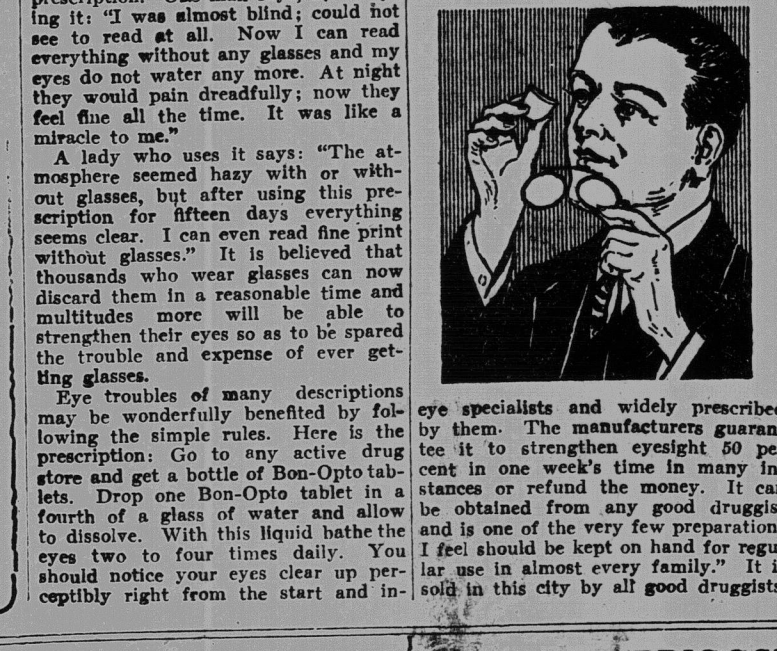 ing it: "I was almost blind; could not
see to read at all. Now I can read
everything without any glasses and my
eyes do not water any more. At night
they would pain dreadfully; now they
feel fine all the time. It was like a
miracle to me."
A lady who uses it says: "The at-
mosphere seemed hazy with or with-
out glasses, but after using this pre-
scription for fifteen days everything
seems clear. I can even read fine print
without glasses." It is believed that
thousands who wear glasses can now
discard them in a reasonable time and
multitudes more will be able to
strengthen their eyes so as to be spared
the trouble and expense of ever get-
ting glasses.
Eye troubles of many descriptions
may be wonderfully benefited by fol-
lowing the simple rules. Here is the
prescription: Go to any active drug
store and get a bottle of Bon-Opto tab-
lets. Drop one Bon-Opto tablet in a
fourth of a glass of water and allow
to dissolve. With this liquid bathe the
eyes two to four times daily. You
should notice your eyes clear up per-
ceptibly right from the start and in-
eye specialists and widely prescribed
by them. The manufacturers guaran
tee it to strengthen eyesight 50 pe
cent in one week's time in many in
stances or refund the money. It can
be obtained from any good druggis
and is one of the very few preparation
I feel should be kept on hand for regu
lar use in almost every family." It i
sold in this city by all good druggists